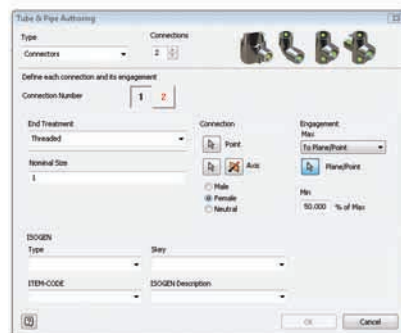 Tube & Pipe Authoring
Type
Connections
Connectors
2
Define each connection and its engagement
Connection Number
1 2
End Treatment
Threaded
Nominal Size
1
Connection
Point
Axis
Male
Female
Neutral
Engagement
Max
To Plane/Point
Plane/Point
Min
50.000 % of Max
ISOGEN
Type
Skey
ITEM-CODE
ISOGEN Description
?
OK
Cancel